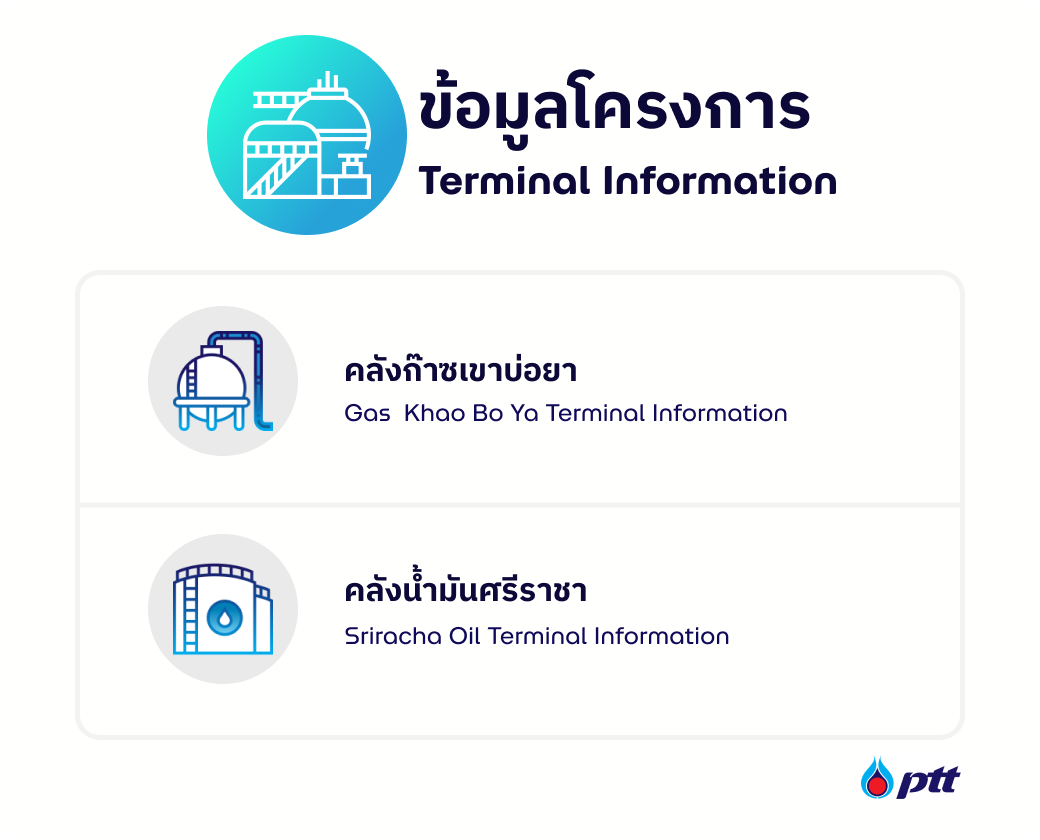 ข้อมูลโครงการ
Terminal Information
คลังก๊าซเขาบ่อยา
Gas  Khao Bo Ya Terminal Information
คลังน้ำมันศรีราชา
Sriracha Oil Terminal Information
ptt